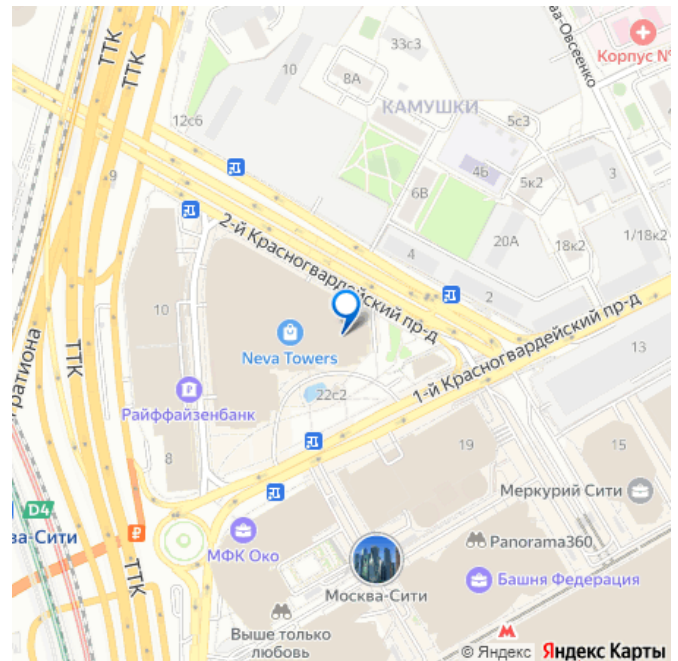 ТТК
ТТК
33с3
ва-Овсеенко
Корпус №
10
8А
КАМУШКИ
12с6
5с3
9
4Б
5к2
3
6В
20А
18к2
1/18к2
2-й Красногвардейский пр-д
4
2
10
Neva Towers
1-й Красногвардейский пр-д
13
гратиона
ТТК
Райффайзенбанк
22с2
8
19
15
Меркурий Сити
D4
ва-Сити
МФК Око
Panorama360
Башня Федерация
Москва-Сити
ТТК
Выше только
любовь
© Яндекс Яндекс Карты